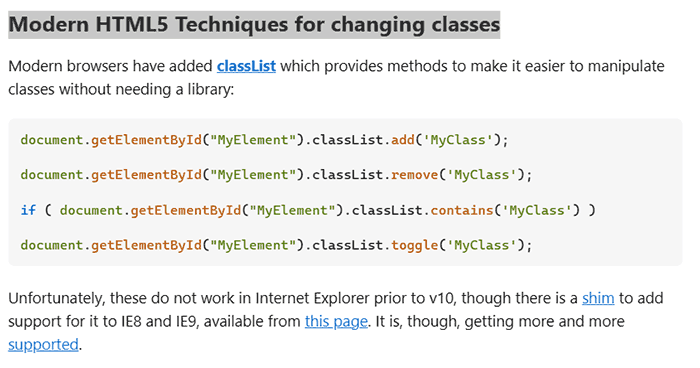 Modern HTML5 Techniques for changing classes
Modern browsers have added classList which provides methods to make it easier to manipulate
classes without needing a library:
document.getElementById("MyElement").classList.add('MyClass');
document.getElementById("MyElement").classList.remove('MyClass');
if ( document.getElementById("MyElement").classList.contains('MyClass') )
document.getElementById("MyElement").classList.toggle('MyClass');
Unfortunately, these do not work in Internet Explorer prior to v10, though there is a shim to add
support for it to IE8 and IE9, available from this page. It is, though, getting more and more
supported.